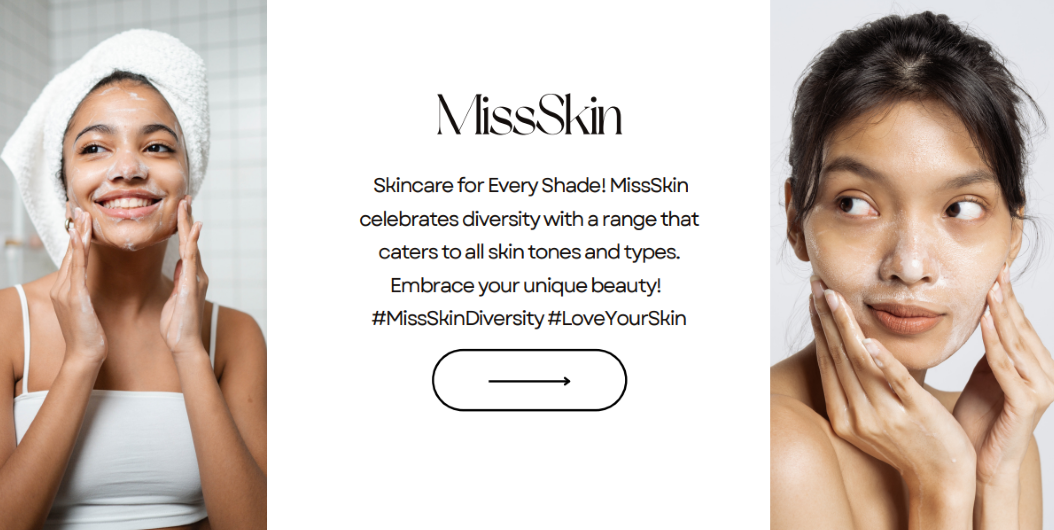 MissSkin
Skincare for Every Shade! MissSkin
celebrates diversity with a range that
caters to all skin tones and types.
Embrace your unique beauty!
#MissSkinDiversity #LoveYourSkin